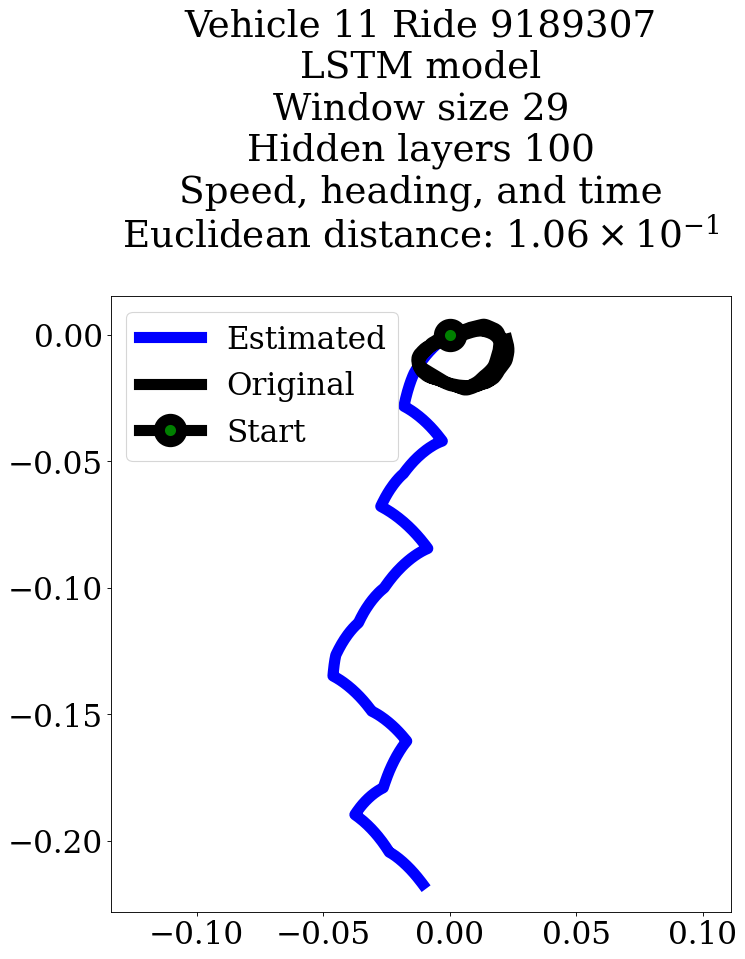 Vehicle 11 Ride 9189307
LSTM model
Window size 29
Hidden layers 100
Speed, heading, and time
Euclidean distance: 1.06 × 10⁻¹
Estimated
Original
Start
0.00
−0.05
−0.10
−0.15
−0.20
−0.10
−0.05
0.00
0.05
0.10